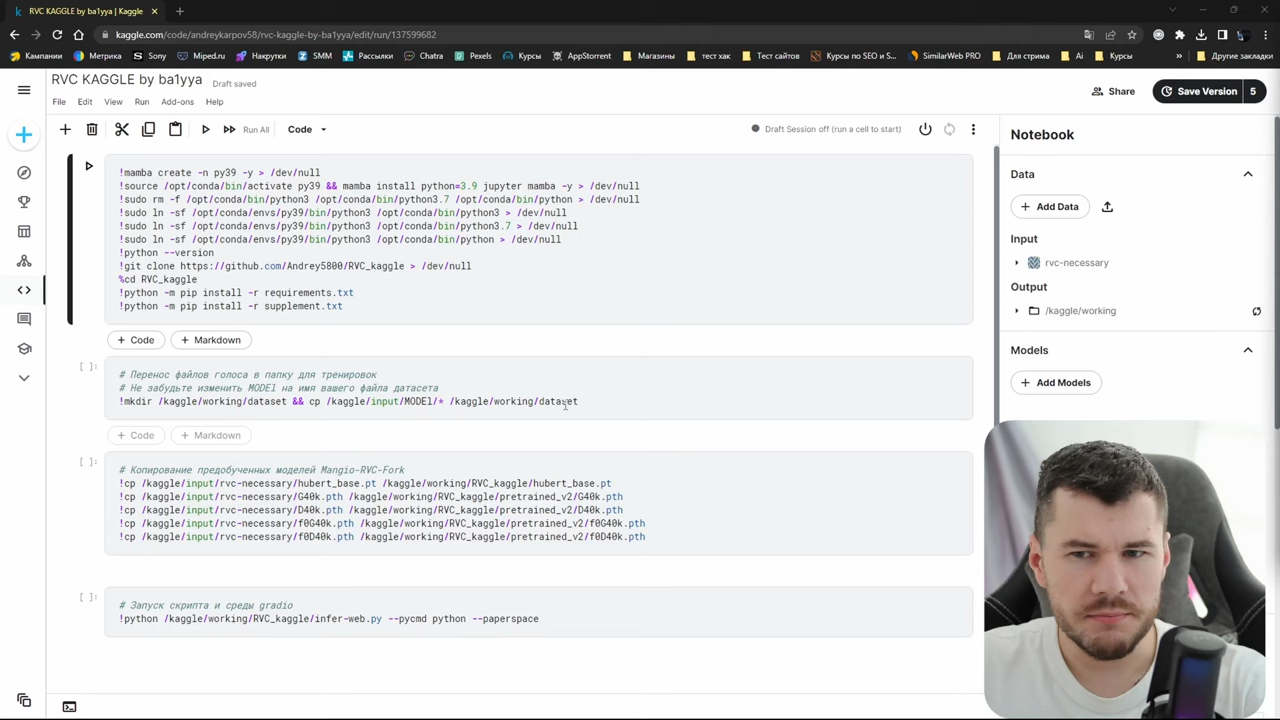 RVC KAGGLE by ba1yya | Kaggle
kaggle.com/code/andreykarpov58/rvc-kaggle-by-ba1yya/edit/run/137599682
Кампании Метрика Sony Miped.ru Накрутки SMM Рассылки Chatta Pexels Курсы AppStorrent Магазины тест хак Тест сайтов Курсы по SEO и S... SimilarWeb PRO Для стрима Ai Курсы » Другие закладки
RVC KAGGLE by ba1yya Draft saved
Share Save Version 5
File Edit View Run Add-ons Help
Run All Code Draft Session off (run a cell to start)
!mamba create -n py39 -y > /dev/null
!source /opt/conda/bin/activate py39 && mamba install python=3.9 jupyter mamba -y > /dev/null
!sudo rm -f /opt/conda/bin/python3 /opt/conda/bin/python3.7 /opt/conda/bin/python > /dev/null
!sudo ln -sf /opt/conda/envs/py39/bin/python3 /opt/conda/bin/python3 > /dev/null
!sudo ln -sf /opt/conda/envs/py39/bin/python3 /opt/conda/bin/python3.7 > /dev/null
!sudo ln -sf /opt/conda/envs/py39/bin/python3 /opt/conda/bin/python > /dev/null
!python --version
!git clone https://github.com/Andrey5800/RVC_kaggle > /dev/null
%cd RVC_kaggle
!python -m pip install -r requirements.txt
!python -m pip install -r supplement.txt
+ Code + Markdown
[ ]:
# Перенос файлов голоса в папку для тренировок
# Не забудьте изменить MODEl на имя вашего файла датасета
!mkdir /kaggle/working/dataset && cp /kaggle/input/MODEl/* /kaggle/working/dataset
+ Code + Markdown
[ ]:
# Копирование предобученных моделей Mangio-RVC-Fork
!cp /kaggle/input/rvc-necessary/hubert_base.pt /kaggle/working/RVC_kaggle/hubert_base.pt
!cp /kaggle/input/rvc-necessary/G40k.pth /kaggle/working/RVC_kaggle/pretrained_v2/G40k.pth
!cp /kaggle/input/rvc-necessary/D40k.pth /kaggle/working/RVC_kaggle/pretrained_v2/D40k.pth
!cp /kaggle/input/rvc-necessary/f0G40k.pth /kaggle/working/RVC_kaggle/pretrained_v2/f0G40k.pth
!cp /kaggle/input/rvc-necessary/f0D40k.pth /kaggle/working/RVC_kaggle/pretrained_v2/f0D40k.pth
[ ]:
# Запуск скрипта и среды gradio
!python /kaggle/working/RVC_kaggle/infer-web.py --pycmd python --paperspace
Notebook
Data
+ Add Data
Input
rvc-necessary
Output
/kaggle/working
Models
+ Add Models